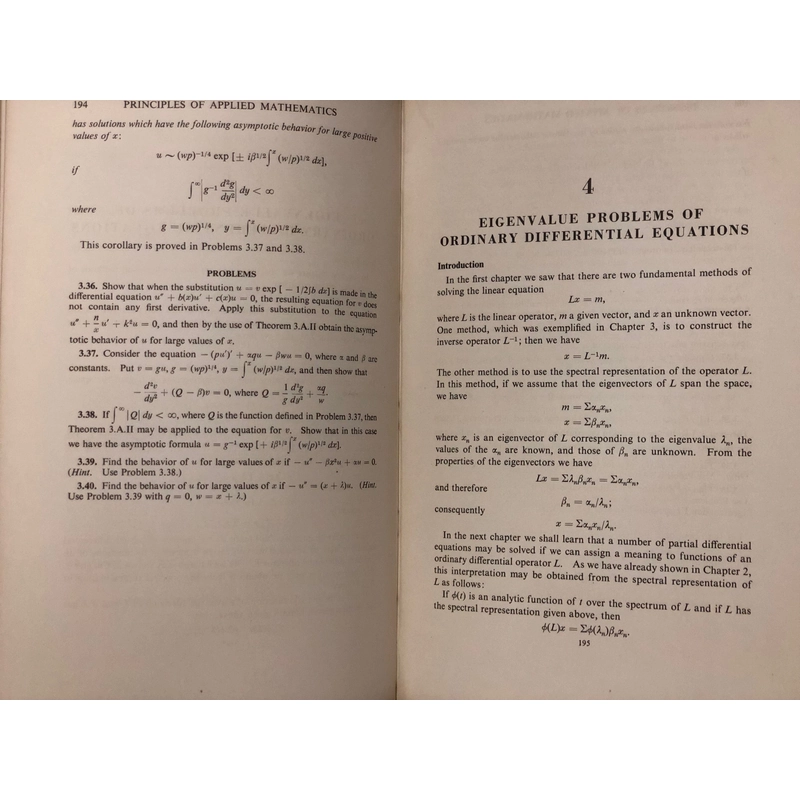 194 PRINCIPLES OF APPLIED MATHEMATICS
has solutions which have the following asymptotic behavior for large positive
values of x:
u ∼ (wp)^{-1/4} exp [± iβ^{1/2}∫^x (w/p)^{1/2} dx],
if
∫^∞ |g^{-1} d²g/dy²| dy < ∞
where
g = (wp)^{1/4}, y = ∫^x (w/p)^{1/2} dx.
This corollary is proved in Problems 3.37 and 3.38.
PROBLEMS
3.36. Show that when the substitution u = v exp [ − 1/2∫b dx] is made in the
differential equation u″ + b(x)u′ + c(x)u = 0, the resulting equation for v does
not contain any first derivative. Apply this substitution to the equation
u″ + n/x u′ + k²u = 0, and then by the use of Theorem 3.A.II obtain the asymp-
totic behavior of u for large values of x.
3.37. Consider the equation − (pu′)′ + αqu − βwu = 0, where α and β are
constants. Put v = gu, g = (wp)^{1/4}, y = ∫^x (w/p)^{1/2} dx, and then show that
− d²v/dy² + (Q − β)v = 0, where Q = 1/g d²g/dy² + αq/w.
3.38. If ∫^∞ |Q| dy < ∞, where Q is the function defined in Problem 3.37, then
Theorem 3.A.II may be applied to the equation for v. Show that in this case
we have the asymptotic formula u = g^{-1} exp [± iβ^{1/2}∫^x (w/p)^{1/2} dx].
3.39. Find the behavior of u for large values of x if − u″ − βx²u + αu = 0.
(Hint. Use Problem 3.38.)
3.40. Find the behavior of u for large values of x if − u″ = (x + λ)u. (Hint.
Use Problem 3.39 with q = 0, w = x + λ.)
4
EIGENVALUE PROBLEMS OF
ORDINARY DIFFERENTIAL EQUATIONS
Introduction
In the first chapter we saw that there are two fundamental methods of
solving the linear equation
Lx = m,
where L is the linear operator, m a given vector, and x an unknown vector.
One method, which was exemplified in Chapter 3, is to construct the
inverse operator L^{-1}; then we have
x = L^{-1}m.
The other method is to use the spectral representation of the operator L.
In this method, if we assume that the eigenvectors of L span the space,
we have
m = Σα_n x_n,
x = Σβ_n x_n,
where x_n is an eigenvector of L corresponding to the eigenvalue λ_n, the
values of the α_n are known, and those of β_n are unknown. From the
properties of the eigenvectors we have
Lx = Σλ_n β_n x_n = Σα_n x_n,
and therefore
β_n = α_n/λ_n;
consequently
x = Σα_n x_n/λ_n.
In the next chapter we shall learn that a number of partial differential
equations may be solved if we can assign a meaning to functions of an
ordinary differential operator L. As we have already shown in Chapter 2,
this interpretation may be obtained from the spectral representation of
L as follows:
If ϕ(t) is an analytic function of t over the spectrum of L and if L has
the spectral representation given above, then
ϕ(L)x = Σϕ(λ_n)β_n x_n.
195